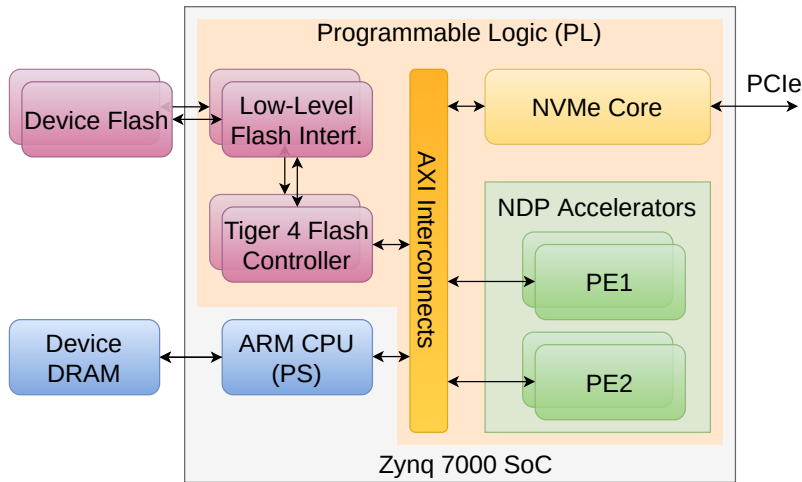 Programmable Logic (PL)
PCIe
Device Flash
Low-Level
Flash Interf.
NVMe Core
AXI Interconnects
NDP Accelerators
Tiger 4 Flash
Controller
PE1
Device
DRAM
ARM CPU
(PS)
PE2
Zynq 7000 SoC